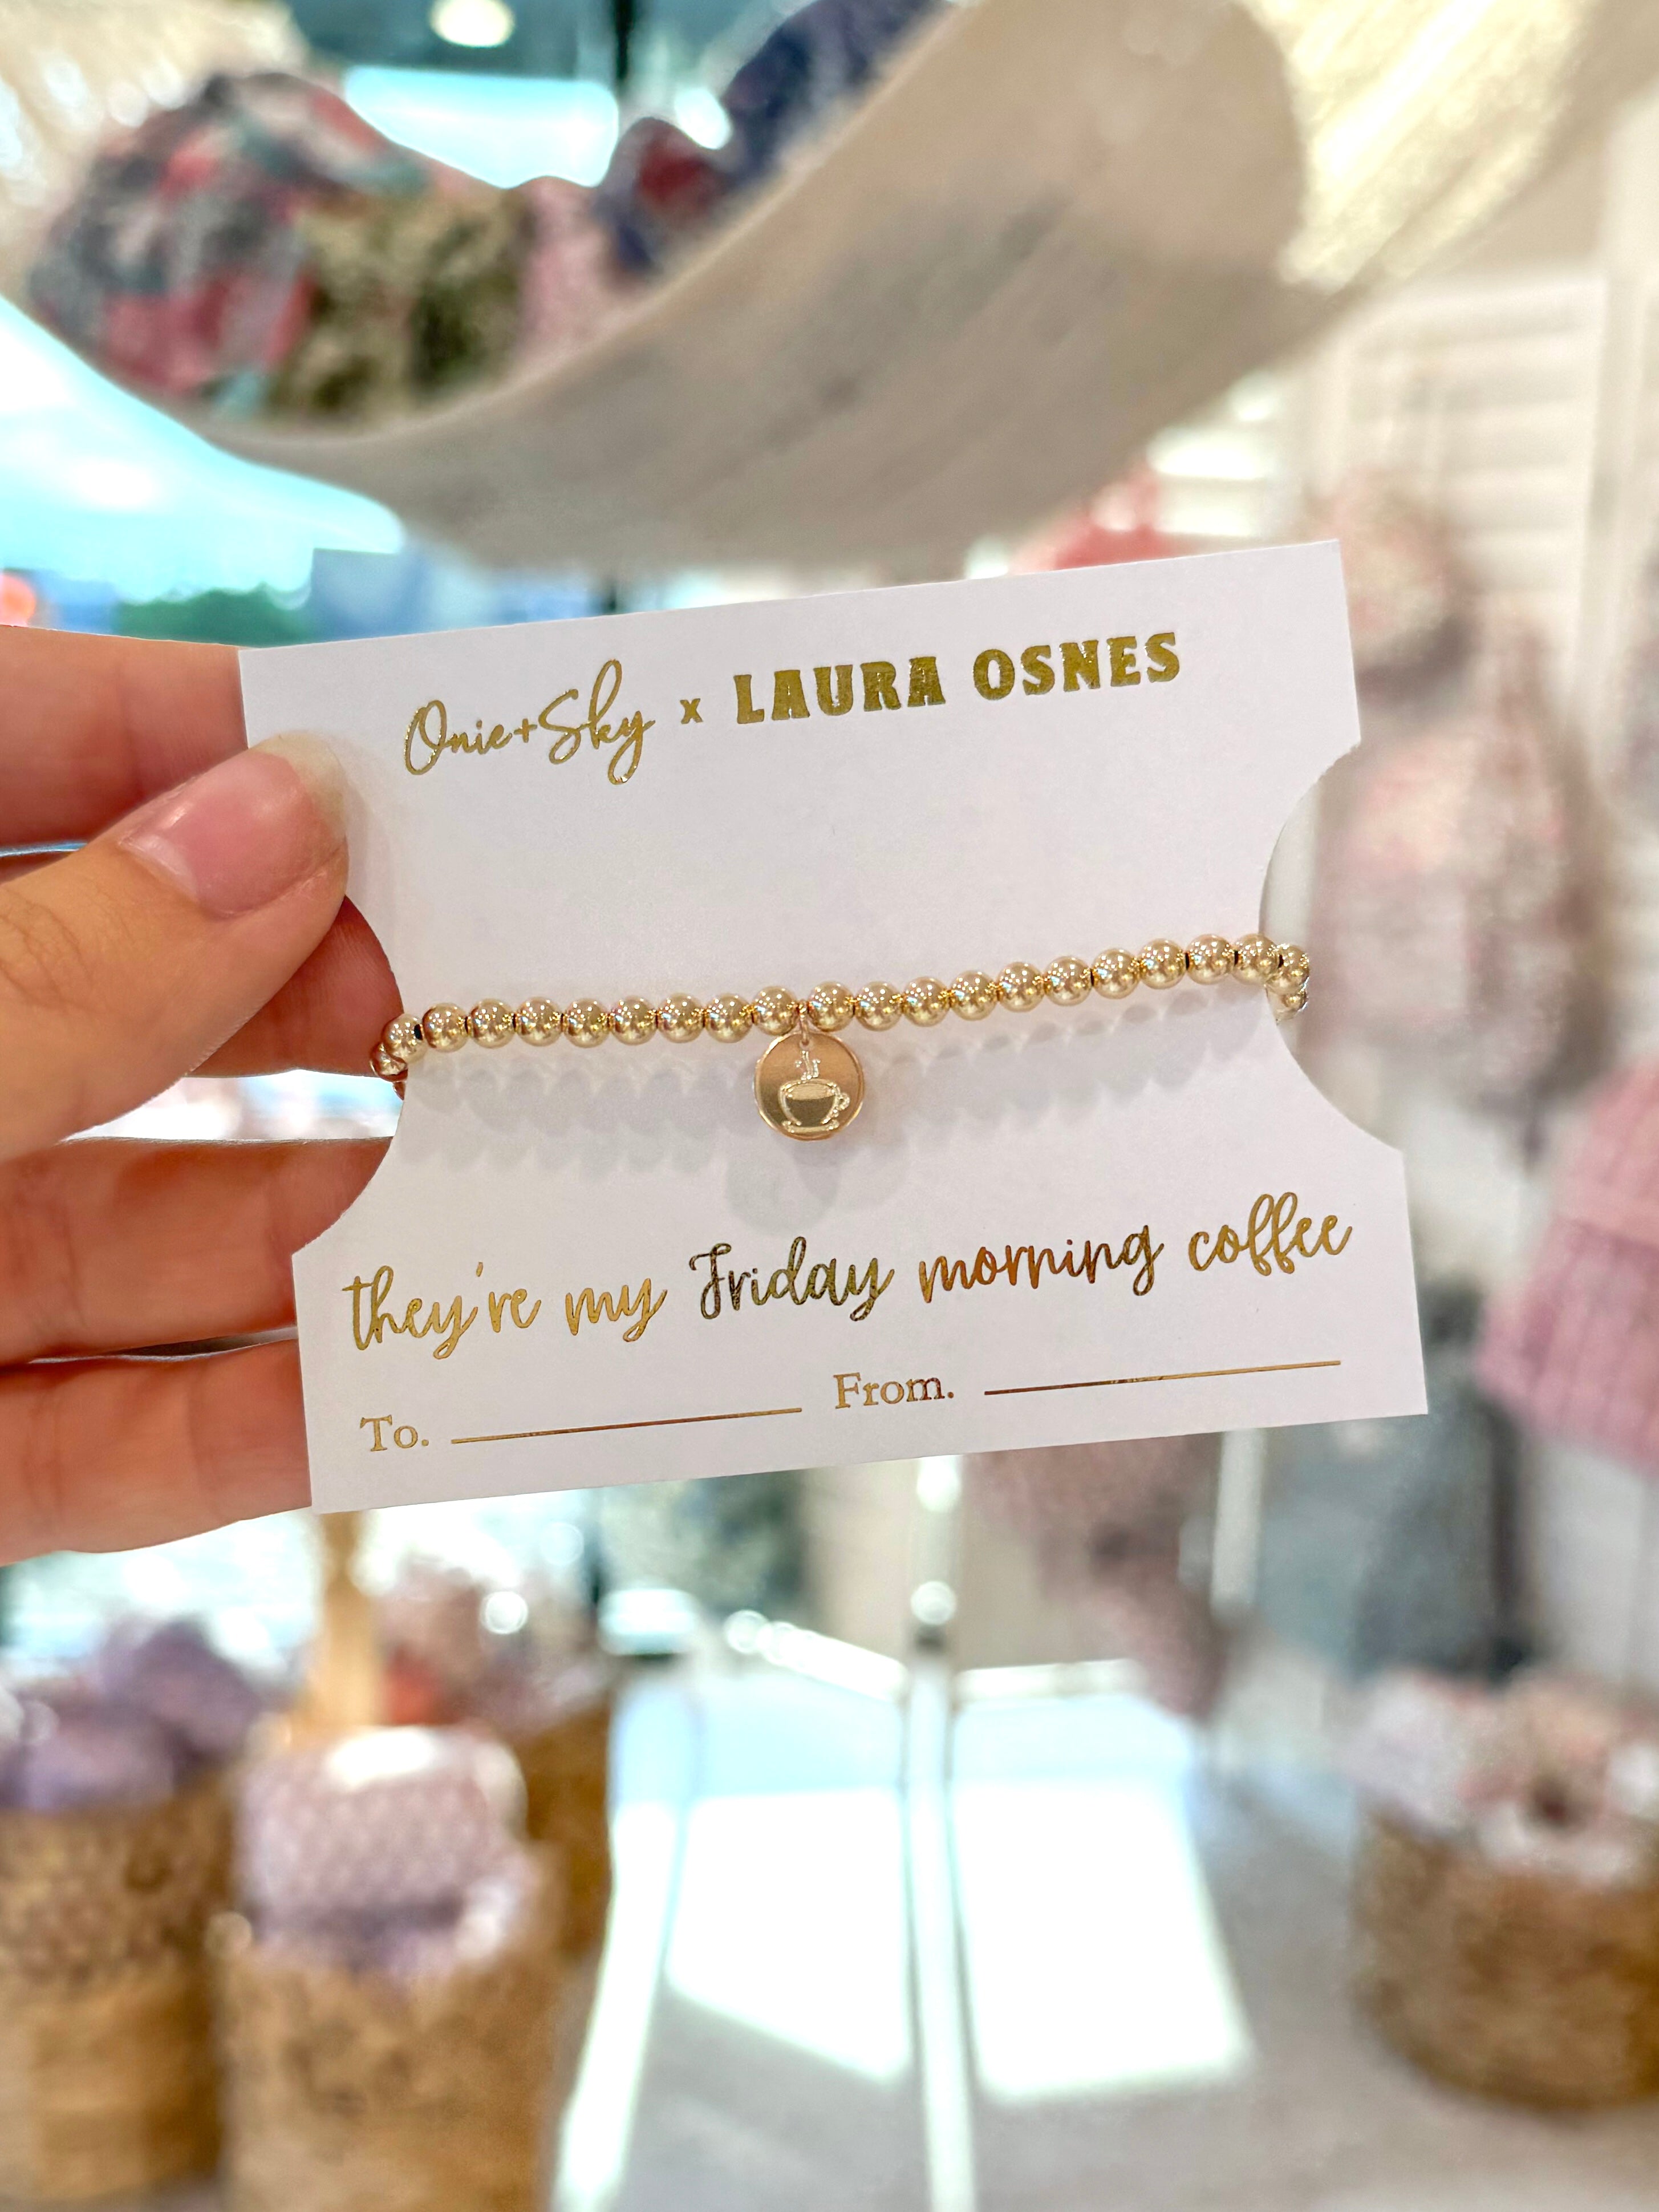 Onie+Sky x LAURA OSNES
they're my Friday morning coffee
To. From.